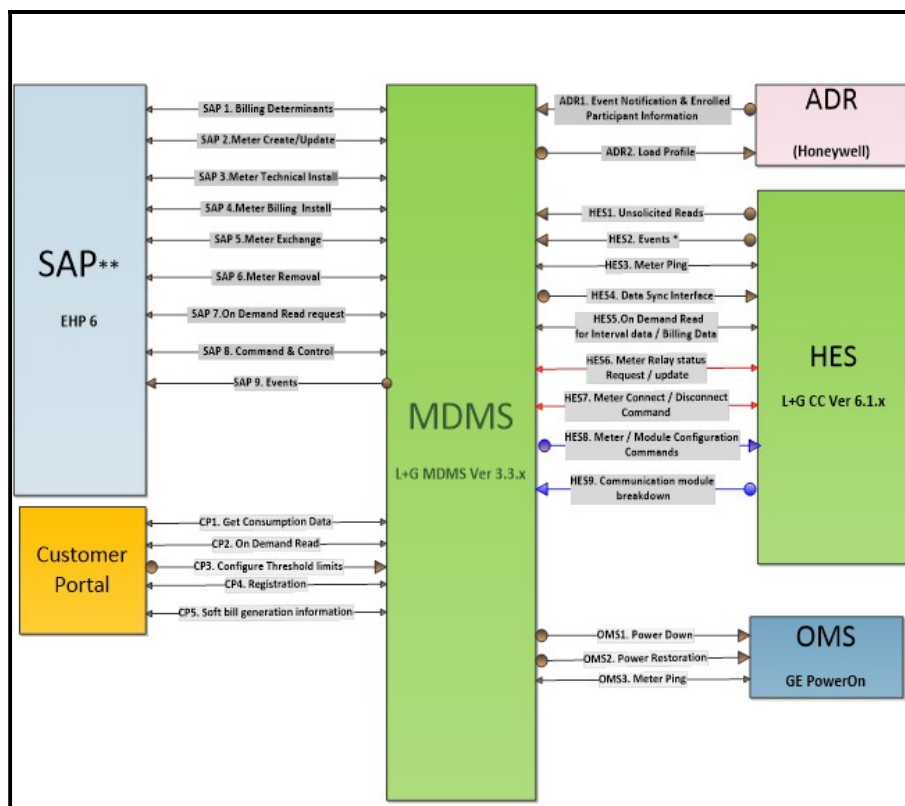 SAP**
EHP 6
SAP 1. Billing Determinants
SAP 2.Meter Create/Update
SAP 3.Meter Technical Install
SAP 4.Meter Billing Install
SAP 5.Meter Exchange
SAP 6.Meter Removal
SAP 7.On Demand Read request
SAP 8. Command & Control
SAP 9. Events
Customer
Portal
CP1. Get Consumption Data
CP2. On Demand Read
CP3. Configure Threshold limits
CP4. Registration
CP5. Soft bill generation information
MDMS
L+G MDMS Ver 3.3.x
ADR1. Event Notification & Enrolled
Participant Information
ADR2. Load Profile
ADR
(Honeywell)
HES1. Unsolicited Reads
HES2. Events *
HES3. Meter Ping
HES4. Data Sync Interface
HES5.On Demand Read
for Interval data / Billing Data
HES6. Meter Relay status
Request / update
HES7. Meter Connect / Disconnect
Command
HES8. Meter / Module Configuration
Commands
HES9. Communication module
breakdown
HES
L+G CC Ver 6.1.x
OMS1. Power Down
OMS2. Power Restoration
OMS3. Meter Ping
OMS
GE PowerOn